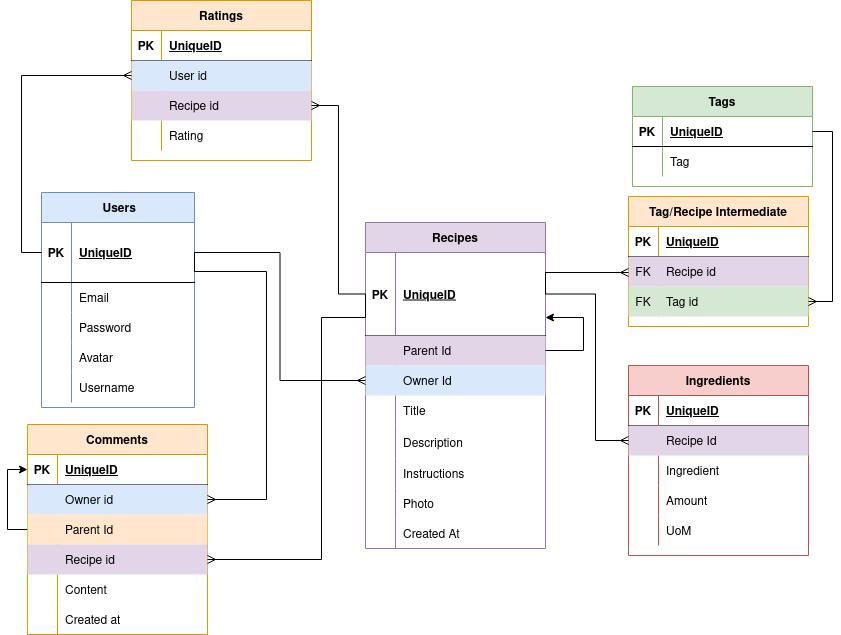 Ratings
PK UniqueID
User id
Recipe id
Rating
Users
PK UniqueID
Email
Password
Avatar
Username
Comments
PK UniqueID
Owner id
Parent Id
Recipe id
Content
Created at
Recipes
PK UniqueID
Parent Id
Owner Id
Title
Description
Instructions
Photo
Created At
Tags
PK UniqueID
Tag
Tag/Recipe Intermediate
PK UniqueID
FK Recipe id
FK Tag id
Ingredients
PK UniqueID
Recipe Id
Ingredient
Amount
UoM